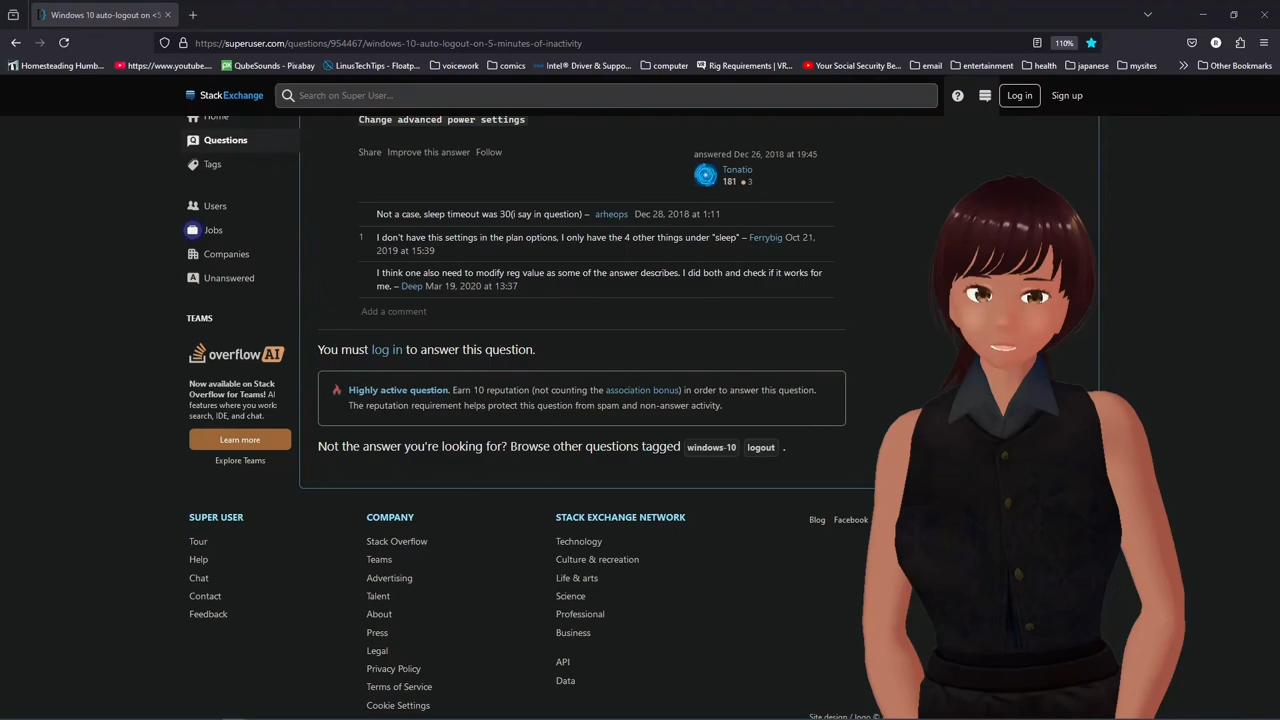 Windows 10 auto-logout on <5
https://superuser.com/questions/954467/windows-10-auto-logout-on-5-minutes-of-inactivity
110%
Homesteading Humb...
https://www.youtube....
QubeSounds - Pixabay
LinusTechTips - Floatp...
voicework
comics
Intel® Driver & Suppo...
computer
Rig Requirements | VR...
Your Social Security Be...
email
entertainment
health
japanese
mysites
Other Bookmarks
StackExchange
Search on Super User...
Log in
Sign up
Home
Questions
Tags
Users
Jobs
Companies
Unanswered
TEAMS
overflow AI
Now available on Stack
Overflow for Teams! AI
features where you work:
search, IDE, and chat.
Learn more
Explore Teams
Change advanced power settings
Share Improve this answer Follow
answered Dec 26, 2018 at 19:45
Tonatio
181 3
Not a case, sleep timeout was 30(i say in question) – arheops Dec 28, 2018 at 1:11
1 I don't have this settings in the plan options, I only have the 4 other things under "sleep" – Ferrybig Oct 21,
2019 at 15:39
I think one also need to modify reg value as some of the answer describes. I did both and check if it works for
me. – Deep Mar 19, 2020 at 13:37
Add a comment
You must log in to answer this question.
Highly active question. Earn 10 reputation (not counting the association bonus) in order to answer this question.
The reputation requirement helps protect this question from spam and non-answer activity.
Not the answer you're looking for? Browse other questions tagged windows-10 logout .
SUPER USER
Tour
Help
Chat
Contact
Feedback
COMPANY
Stack Overflow
Teams
Advertising
Talent
About
Press
Legal
Privacy Policy
Terms of Service
Cookie Settings
STACK EXCHANGE NETWORK
Technology
Culture & recreation
Life & arts
Science
Professional
Business
API
Data
Blog Facebook
Site design / logo ©